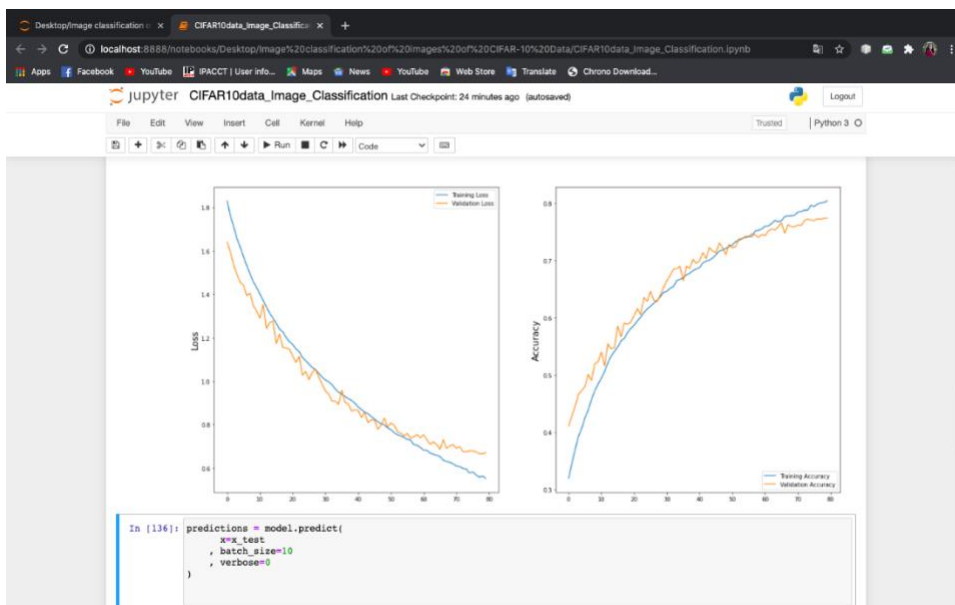 Desktop/Image classification o
CIFAR10data_Image_Classifica
localhost:8888/notebooks/Desktop/Image%20classification%20of%20images%20of%20CIFAR-10%20Data/CIFAR10data_Image_Classification.ipynb
Apps Facebook YouTube IPACCT | User info... Maps News YouTube Web Store Translate Chrono Download...
jupyter CIFAR10data_Image_Classification Last Checkpoint: 24 minutes ago (autosaved) Logout
File Edit View Insert Cell Kernel Help Trusted Python 3
Run Code
Training Loss
Validation Loss
1.8
1.6
1.4
1.2
1.0
0.8
0.6
Loss
0 10 20 30 40 50 60 70 80
0.8
0.7
0.6
0.5
0.4
0.3
Accuracy
Training Accuracy
Validation Accuracy
0 10 20 30 40 50 60 70 80
In [136]: predictions = model.predict(
x=x_test
, batch_size=10
, verbose=0
)